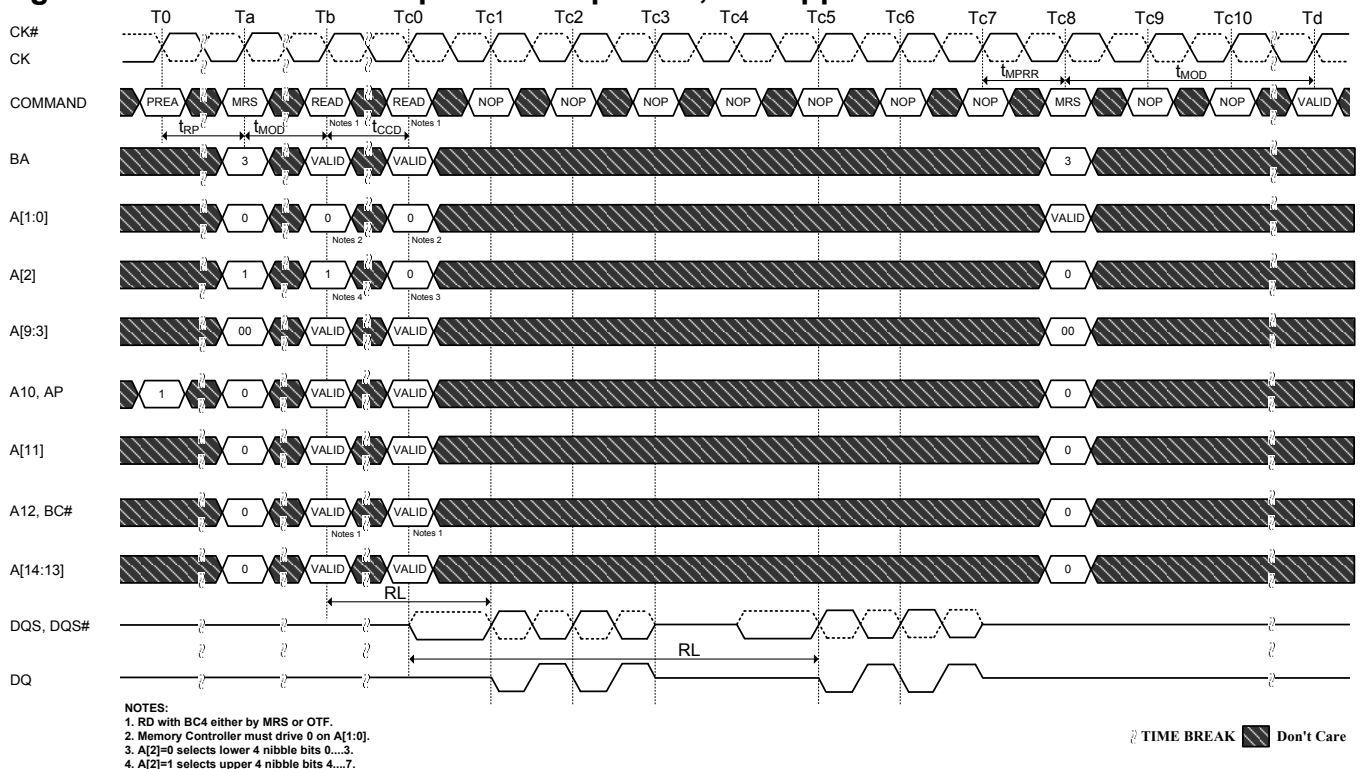 T0 Ta Tb Tc0 Tc1 Tc2 Tc3 Tc4 Tc5 Tc6 Tc7 Tc8 Tc9 Tc10 Td
CK#
CK
tMPRR tMOD
COMMAND PREA MRS READ READ NOP NOP NOP NOP NOP NOP NOP MRS NOP NOP VALID
Notes 1 Notes 1
tRP tMOD tCCD
BA 3 VALID VALID 3
A[1:0] 0 0 0 VALID
Notes 2 Notes 2
A[2] 1 1 0 0
Notes 4 Notes 3
A[9:3] 00 VALID VALID 00
A10, AP 1 0 VALID VALID 0
A[11] 0 VALID VALID 0
A12, BC# 0 VALID VALID 0
Notes 1 Notes 1
A[14:13] 0 VALID VALID 0
RL
DQS, DQS#
RL
DQ
NOTES:
1. RD with BC4 either by MRS or OTF.
2. Memory Controller must drive 0 on A[1:0].
3. A[2]=0 selects lower 4 nibble bits 0....3.
4. A[2]=1 selects upper 4 nibble bits 4....7.
TIME BREAK Don't Care